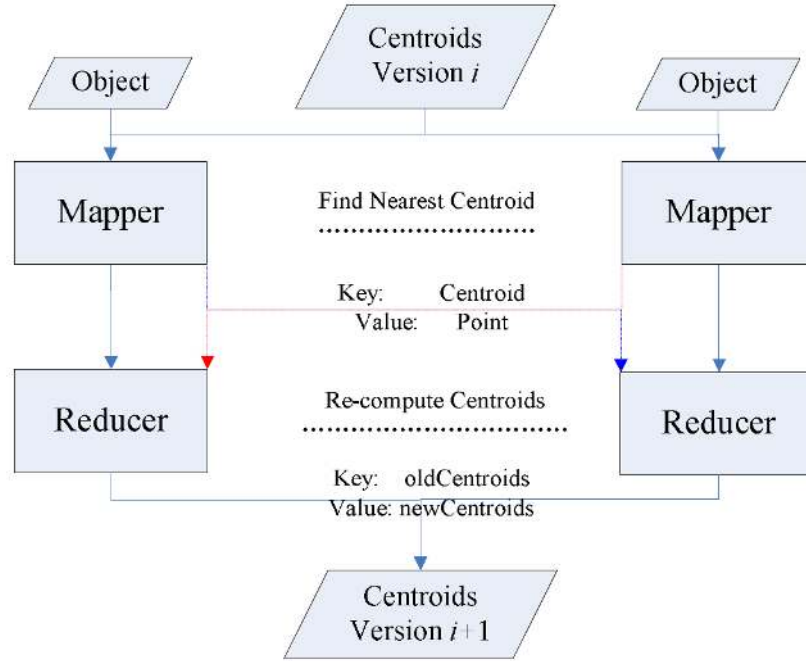 Centroids
Version i
Object
Object
Mapper
Find Nearest Centroid
Mapper
Key: Centroid
Value: Point
Reducer
Re-compute Centroids
Reducer
Key: oldCentroids
Value: newCentroids
Centroids
Version i+1